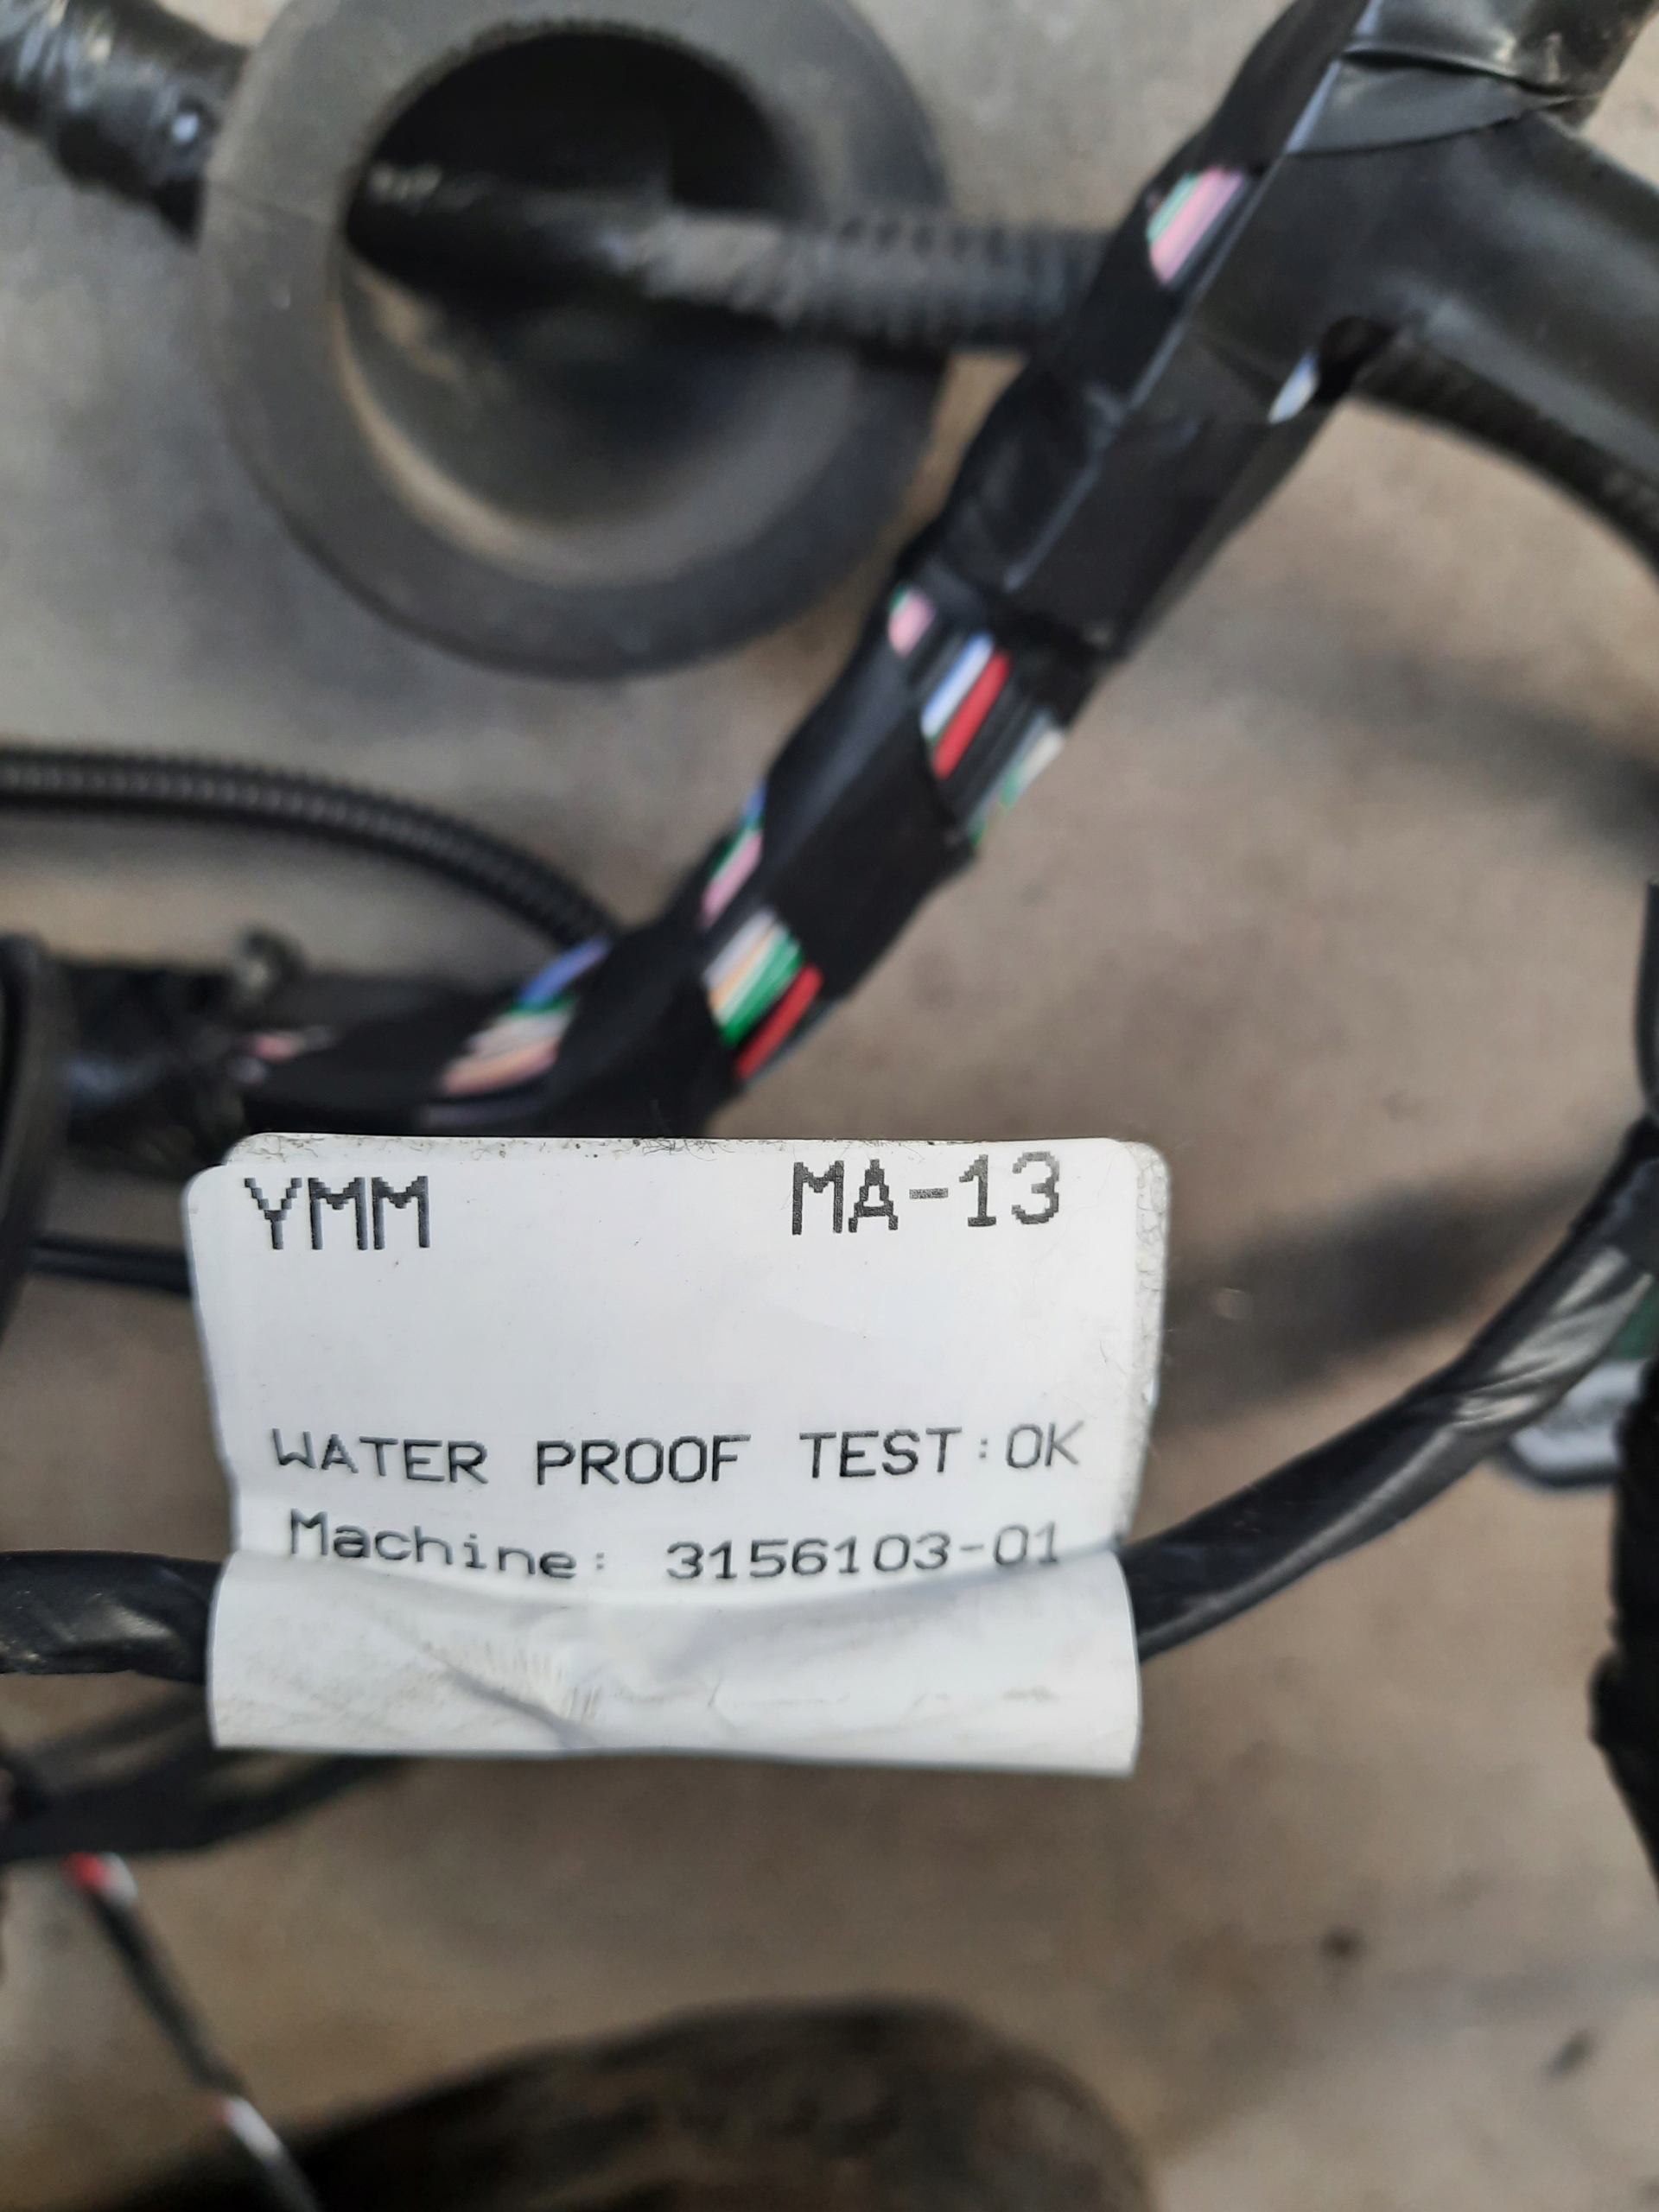 YMM MA-13
WATER PROOF TEST:OK
Machine: 3156103-01